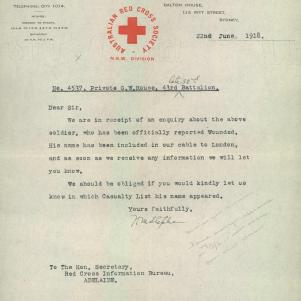 TELEPHONE: CITY 1014.
DALTON HOUSE,
115 PITT STREET,
SYDNEY.
AUSTRALIAN RED CROSS SOCIETY
N.S.W. DIVISION
22nd June, 1918.
No. 4537, Private G.W. House, 43rd Battalion.
Dear Sir,
We are in receipt of an enquiry about the above
soldier, who has been officially reported Wounded.
His name has been included in our cable to London,
and as soon as we receive any information we will let
you know.
We should be obliged if you would kindly let us
know in which Casualty List his name appeared.
Yours faithfully,
To The Hon. Secretary,
Red Cross Information Bureau,
ADELAIDE.